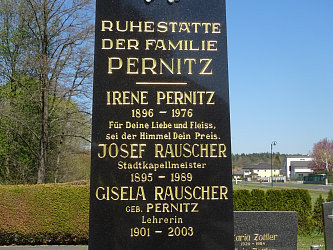 RUHESTÄTTE
DER FAMILIE
PERNITZ
IRENE PERNITZ
1896 - 1976
Für Deine Liebe und Fleiss,
sei der Himmel Dein Preis.
JOSEF RAUSCHER
Stadtkapellmeister
1895 - 1989
GISELA RAUSCHER
GEB. PERNITZ
Lehrerin
1901 - 2003